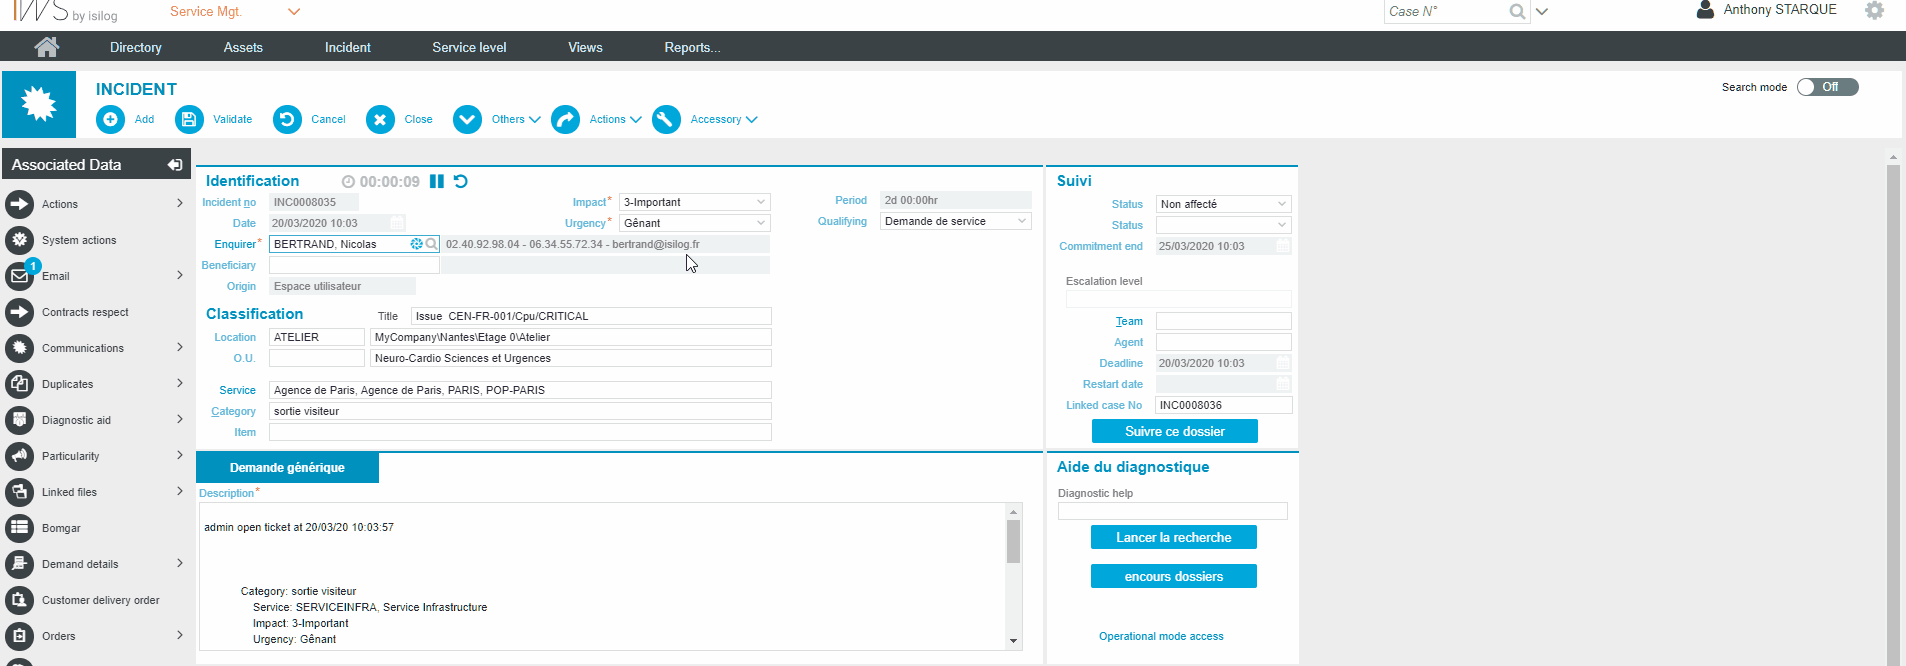 IWS by isilog
Service Mgt.
Case N°
Anthony STARQUE
Directory
Assets
Incident
Service level
Views
Reports...
INCIDENT
Search mode
Off
Add
Validate
Cancel
Close
Others
Actions
Accessory
Associated Data
Actions
System actions
1
Email
Contracts respect
Communications
Duplicates
Diagnostic aid
Particularity
Linked files
Bomgar
Demand details
Customer delivery order
Orders
Identification
00:00:09
Incident no INC0008035
Date 20/03/2020 10:03
Enquirer* BERTRAND, Nicolas 02.40.92.98.04 - 06.34.55.72.34 - bertrand@isilog.fr
Beneficiary
Origin Espace utilisateur
Impact* 3-Important
Urgency* Gênant
Period 2d 00:00hr
Qualifying Demande de service
Classification
Title Issue CEN-FR-001/Cpu/CRITICAL
Location ATELIER MyCompany\Nantes\Etage 0\Atelier
O.U. Neuro-Cardio Sciences et Urgences
Service Agence de Paris, Agence de Paris, PARIS, POP-PARIS
Category sortie visiteur
Item
Demande générique
Description*
admin open ticket at 20/03/20 10:03:57
Category: sortie visiteur
Service: SERVICEINFRA, Service Infrastructure
Impact: 3-Important
Urgency: Gênant
Suivi
Status Non affecté
Status
Commitment end 25/03/2020 10:03
Escalation level
Team
Agent
Deadline 20/03/2020 10:03
Restart date
Linked case No INC0008036
Suivre ce dossier
Aide du diagnostique
Diagnostic help
Lancer la recherche
encours dossiers
Operational mode access